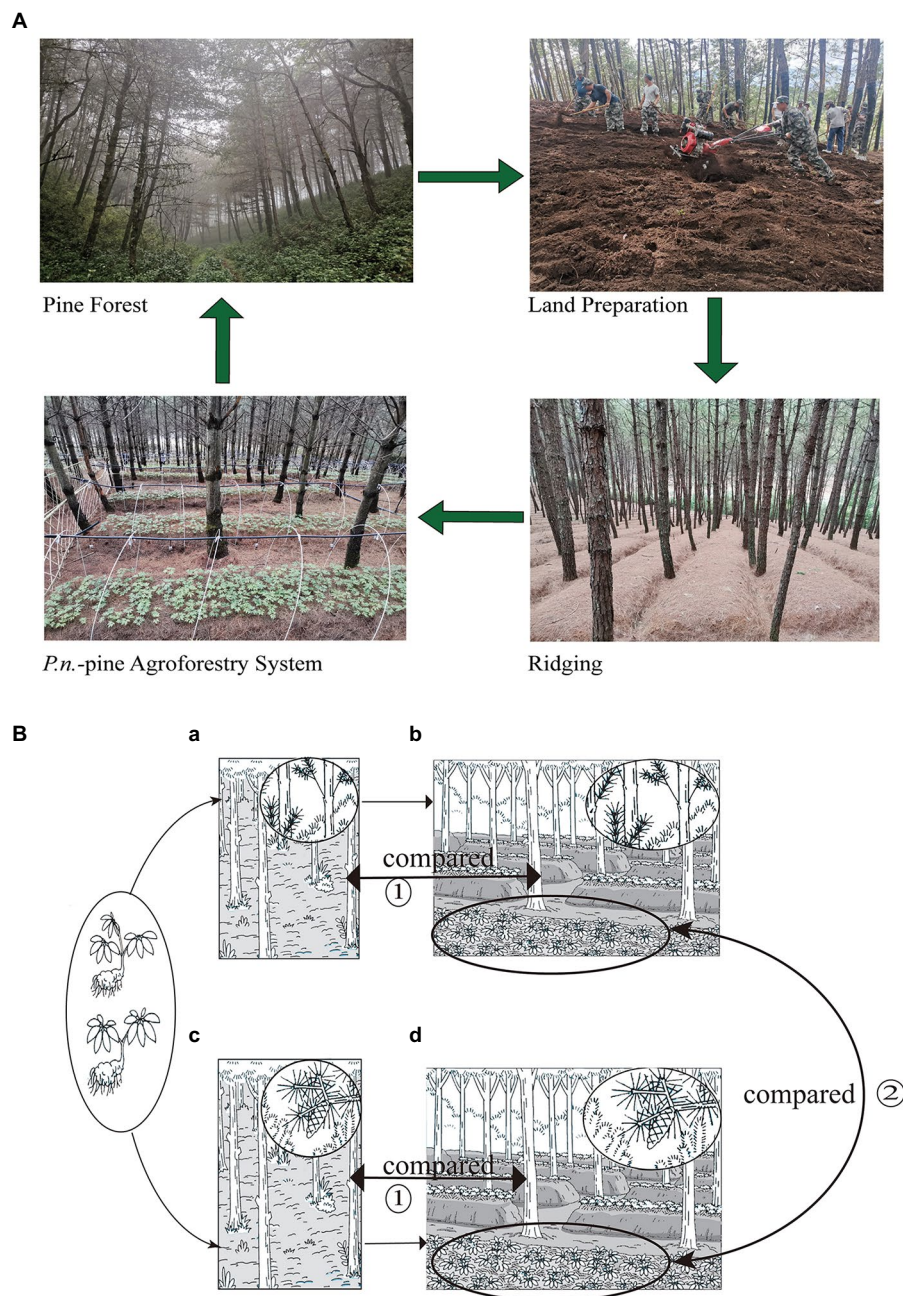 A
Pine Forest
Land Preparation
P.n.-pine Agroforestry System
Ridging
B
a
b
compared
①
c
d
compared
①
compared ②